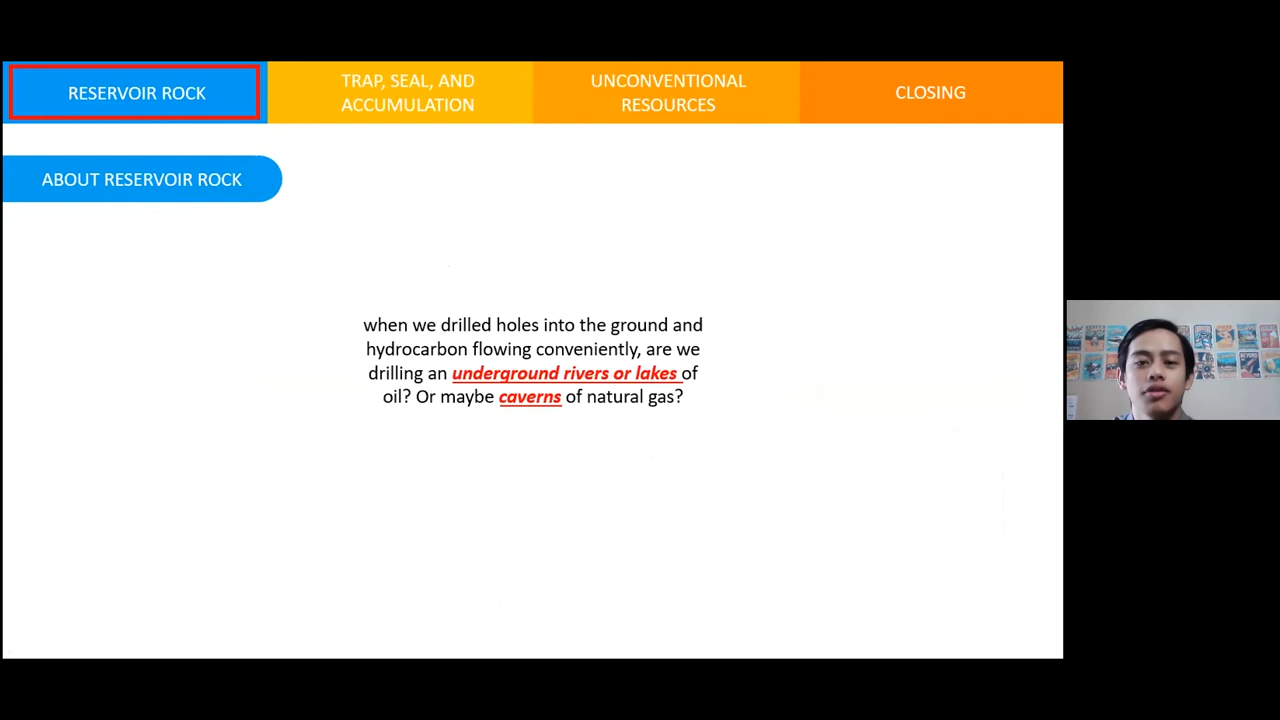 RESERVOIR ROCK
TRAP, SEAL, AND
ACCUMULATION
UNCONVENTIONAL
RESOURCES
CLOSING
ABOUT RESERVOIR ROCK
when we drilled holes into the ground and
hydrocarbon flowing conveniently, are we
drilling an underground rivers or lakes of
oil? Or maybe caverns of natural gas?